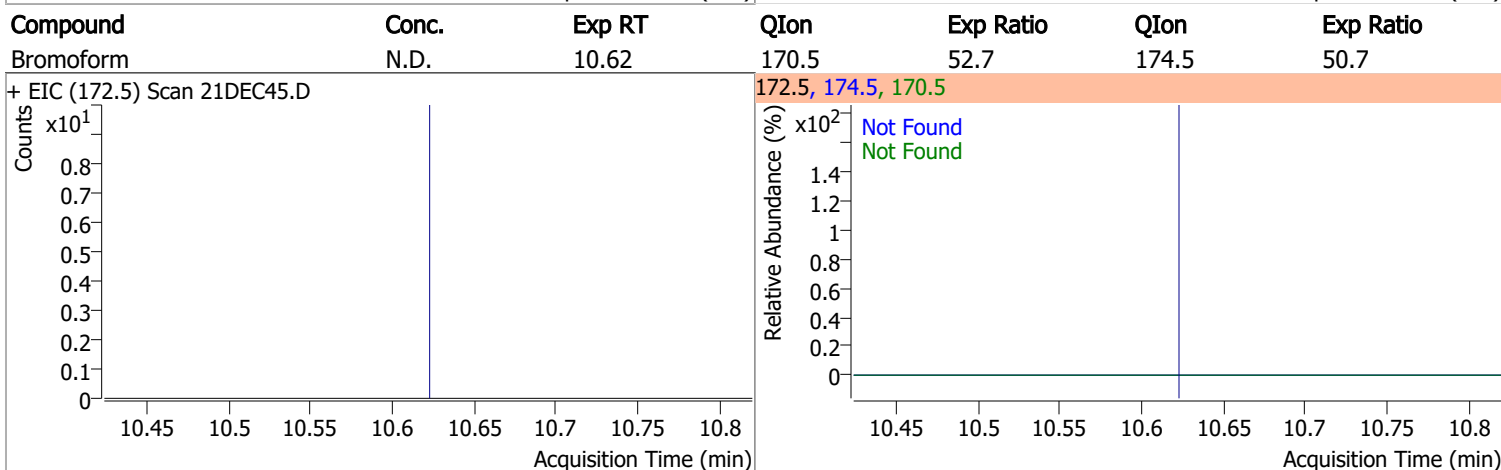 Compound Conc. Exp RT QIon Exp Ratio QIon Exp Ratio
Bromoform N.D. 10.62 170.5 52.7 174.5 50.7
+ EIC (172.5) Scan 21DEC45.D
Counts
x10¹
0.8
0.7
0.6
0.5
0.4
0.3
0.2
0.1
0
10.45 10.5 10.55 10.6 10.65 10.7 10.75 10.8
Acquisition Time (min)
172.5, 174.5, 170.5
Relative Abundance (%)
x10²
Not Found
Not Found
1.4
1.2
1
0.8
0.6
0.4
0.2
0
10.45 10.5 10.55 10.6 10.65 10.7 10.75 10.8
Acquisition Time (min)